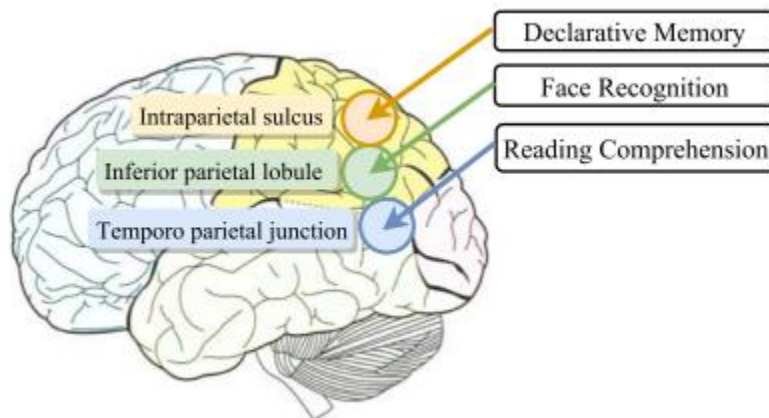 Declarative Memory
Face Recognition
Intraparietal sulcus
Reading Comprehension
Inferior parietal lobule
Temporo parietal junction